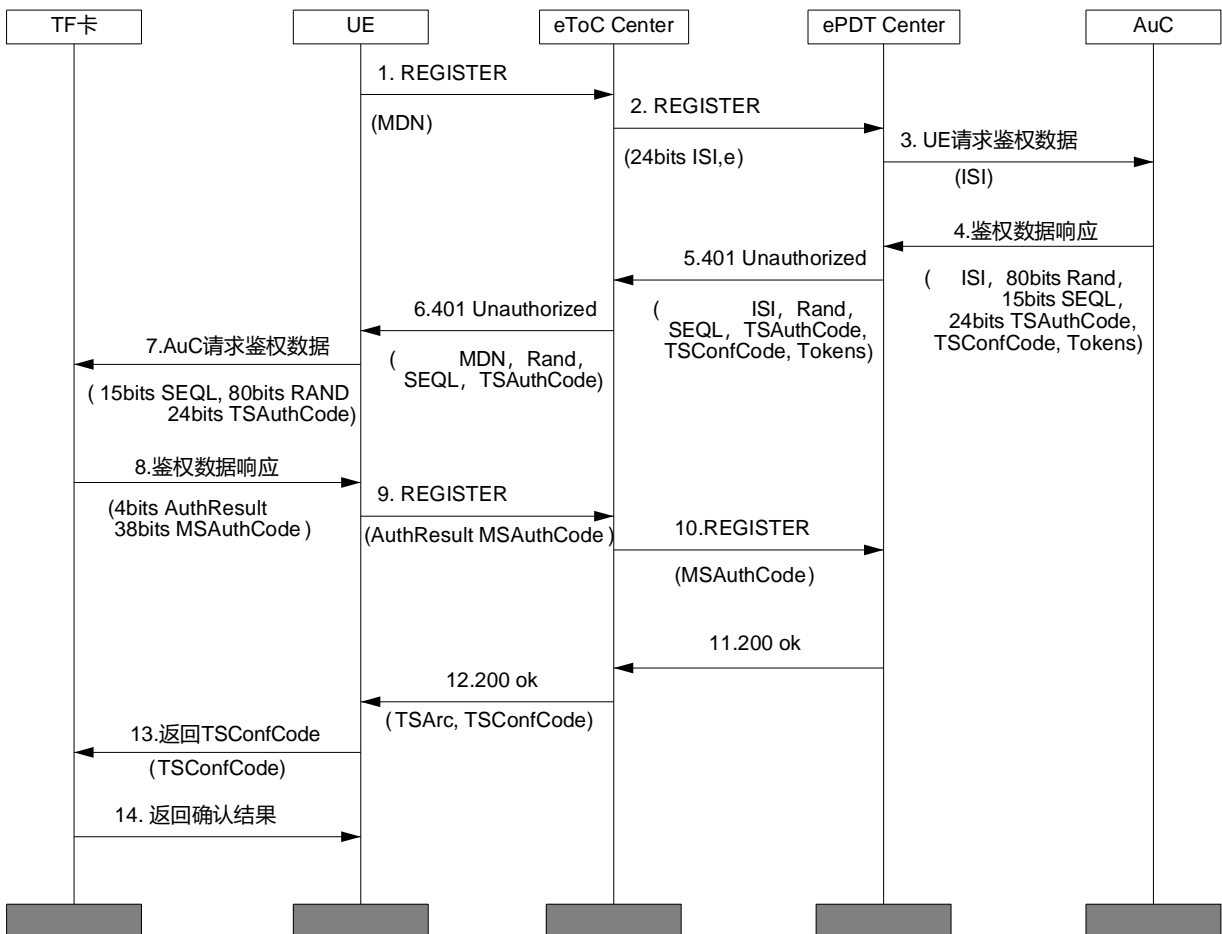 TF卡
UE
eToC Center
ePDT Center
AuC
1. REGISTER
(MDN)
2. REGISTER
(24bits ISI,e)
3. UE请求鉴权数据
(ISI)
4.鉴权数据响应
( ISI，80bits Rand，
15bits SEQL，
24bits TSAuthCode,
TSConfCode, Tokens)
5.401 Unauthorized
( ISI，Rand，
SEQL，TSAuthCode,
TSConfCode, Tokens)
6.401 Unauthorized
( MDN，Rand，
SEQL，TSAuthCode)
7.AuC请求鉴权数据
( 15bits SEQL, 80bits RAND
24bits TSAuthCode)
8.鉴权数据响应
(4bits AuthResult
38bits MSAuthCode )
9. REGISTER
(AuthResult MSAuthCode )
10.REGISTER
(MSAuthCode)
11.200 ok
12.200 ok
(TSArc, TSConfCode)
13.返回TSConfCode
(TSConfCode)
14. 返回确认结果